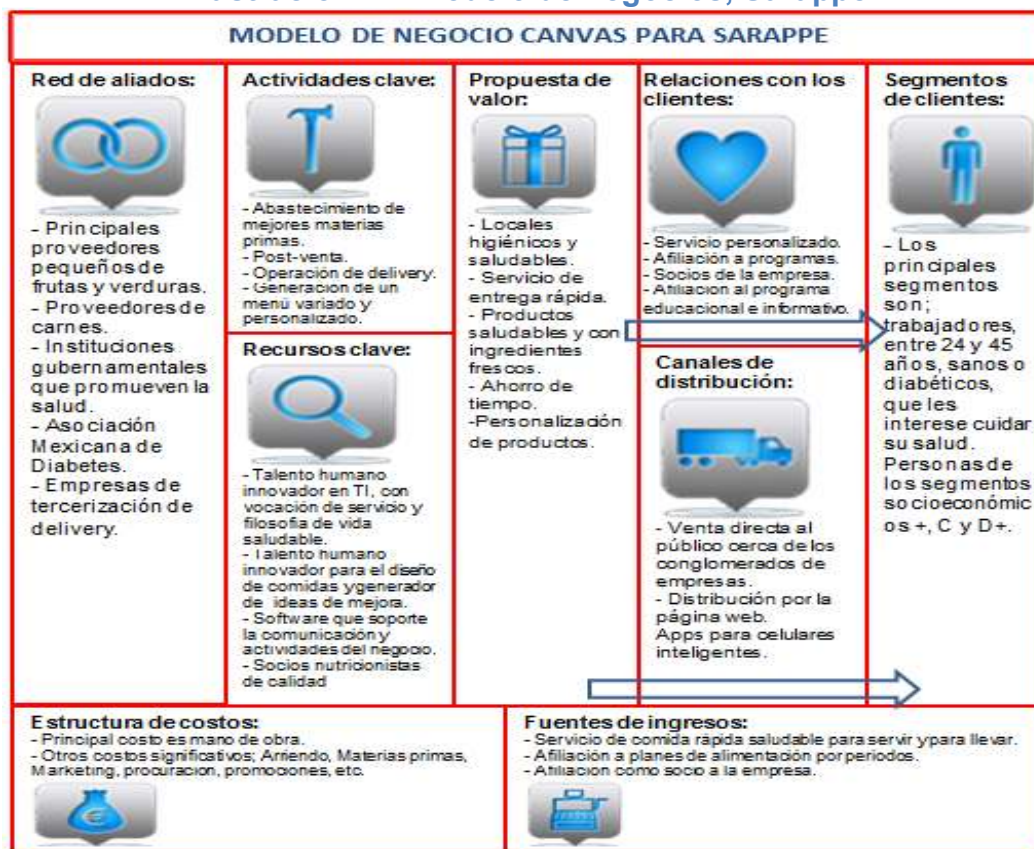 MODELO DE NEGOCIO CANVAS PARA SARAPPE
Red de aliados:
- Principales
proveedores
pequeños de
frutas y verduras.
- Proveedores de
carnes.
- Instituciones
gubernamentales
que promueven la
salud.
- Asociación
Mexicana de
Diabetes.
- Empresas de
tercerización de
delivery.
Actividades clave:
- Abastecimiento de
mejores materias
primas.
- Post-venta.
- Operación de delivery.
- Generación de un
menú variado y
personalizado.
Recursos clave:
- Talento humano
innovador en TI, con
vocación de servicio y
filosofía de vida
saludable.
- Talento humano
innovador para el diseño
de comidas y generador
de ideas de mejora.
- Software que soporte
la comunicación y
actividades del negocio.
- Socios nutricionistas
de calidad
Propuesta de
valor:
- Locales
higiénicos y
saludables.
- Servicio de
entrega rápida.
- Productos
saludables y con
ingredientes
frescos.
- Ahorro de
tiempo.
-Personalización
de productos.
Relaciones con los
clientes:
- Servicio personalizado.
- Afiliación a programas.
- Socios de la empresa.
- Afiliación al programa
educacional e informativo.
Canales de
distribución:
- Venta directa al
público cerca de los
conglomerados de
empresas.
- Distribución por la
página web.
Apps para celulares
inteligentes.
Segmentos
de clientes:
- Los
principales
segmentos
son;
trabajadores,
entre 24 y 45
años, sanos o
diabéticos,
que les
interese cuidar
su salud.
Personas de
los segmentos
socioeconómic
os +, C y D+.
Estructura de costos:
- Principal costo es mano de obra.
- Otros costos significativos; Arriendo, Materias primas,
Marketing, procuracion, promociones, etc.
€
Fuentes de ingresos:
- Servicio de comida rápida saludable para servir y para llevar.
- Afiliación a planes de alimentación por periodos.
- Afiliación como socio a la empresa.